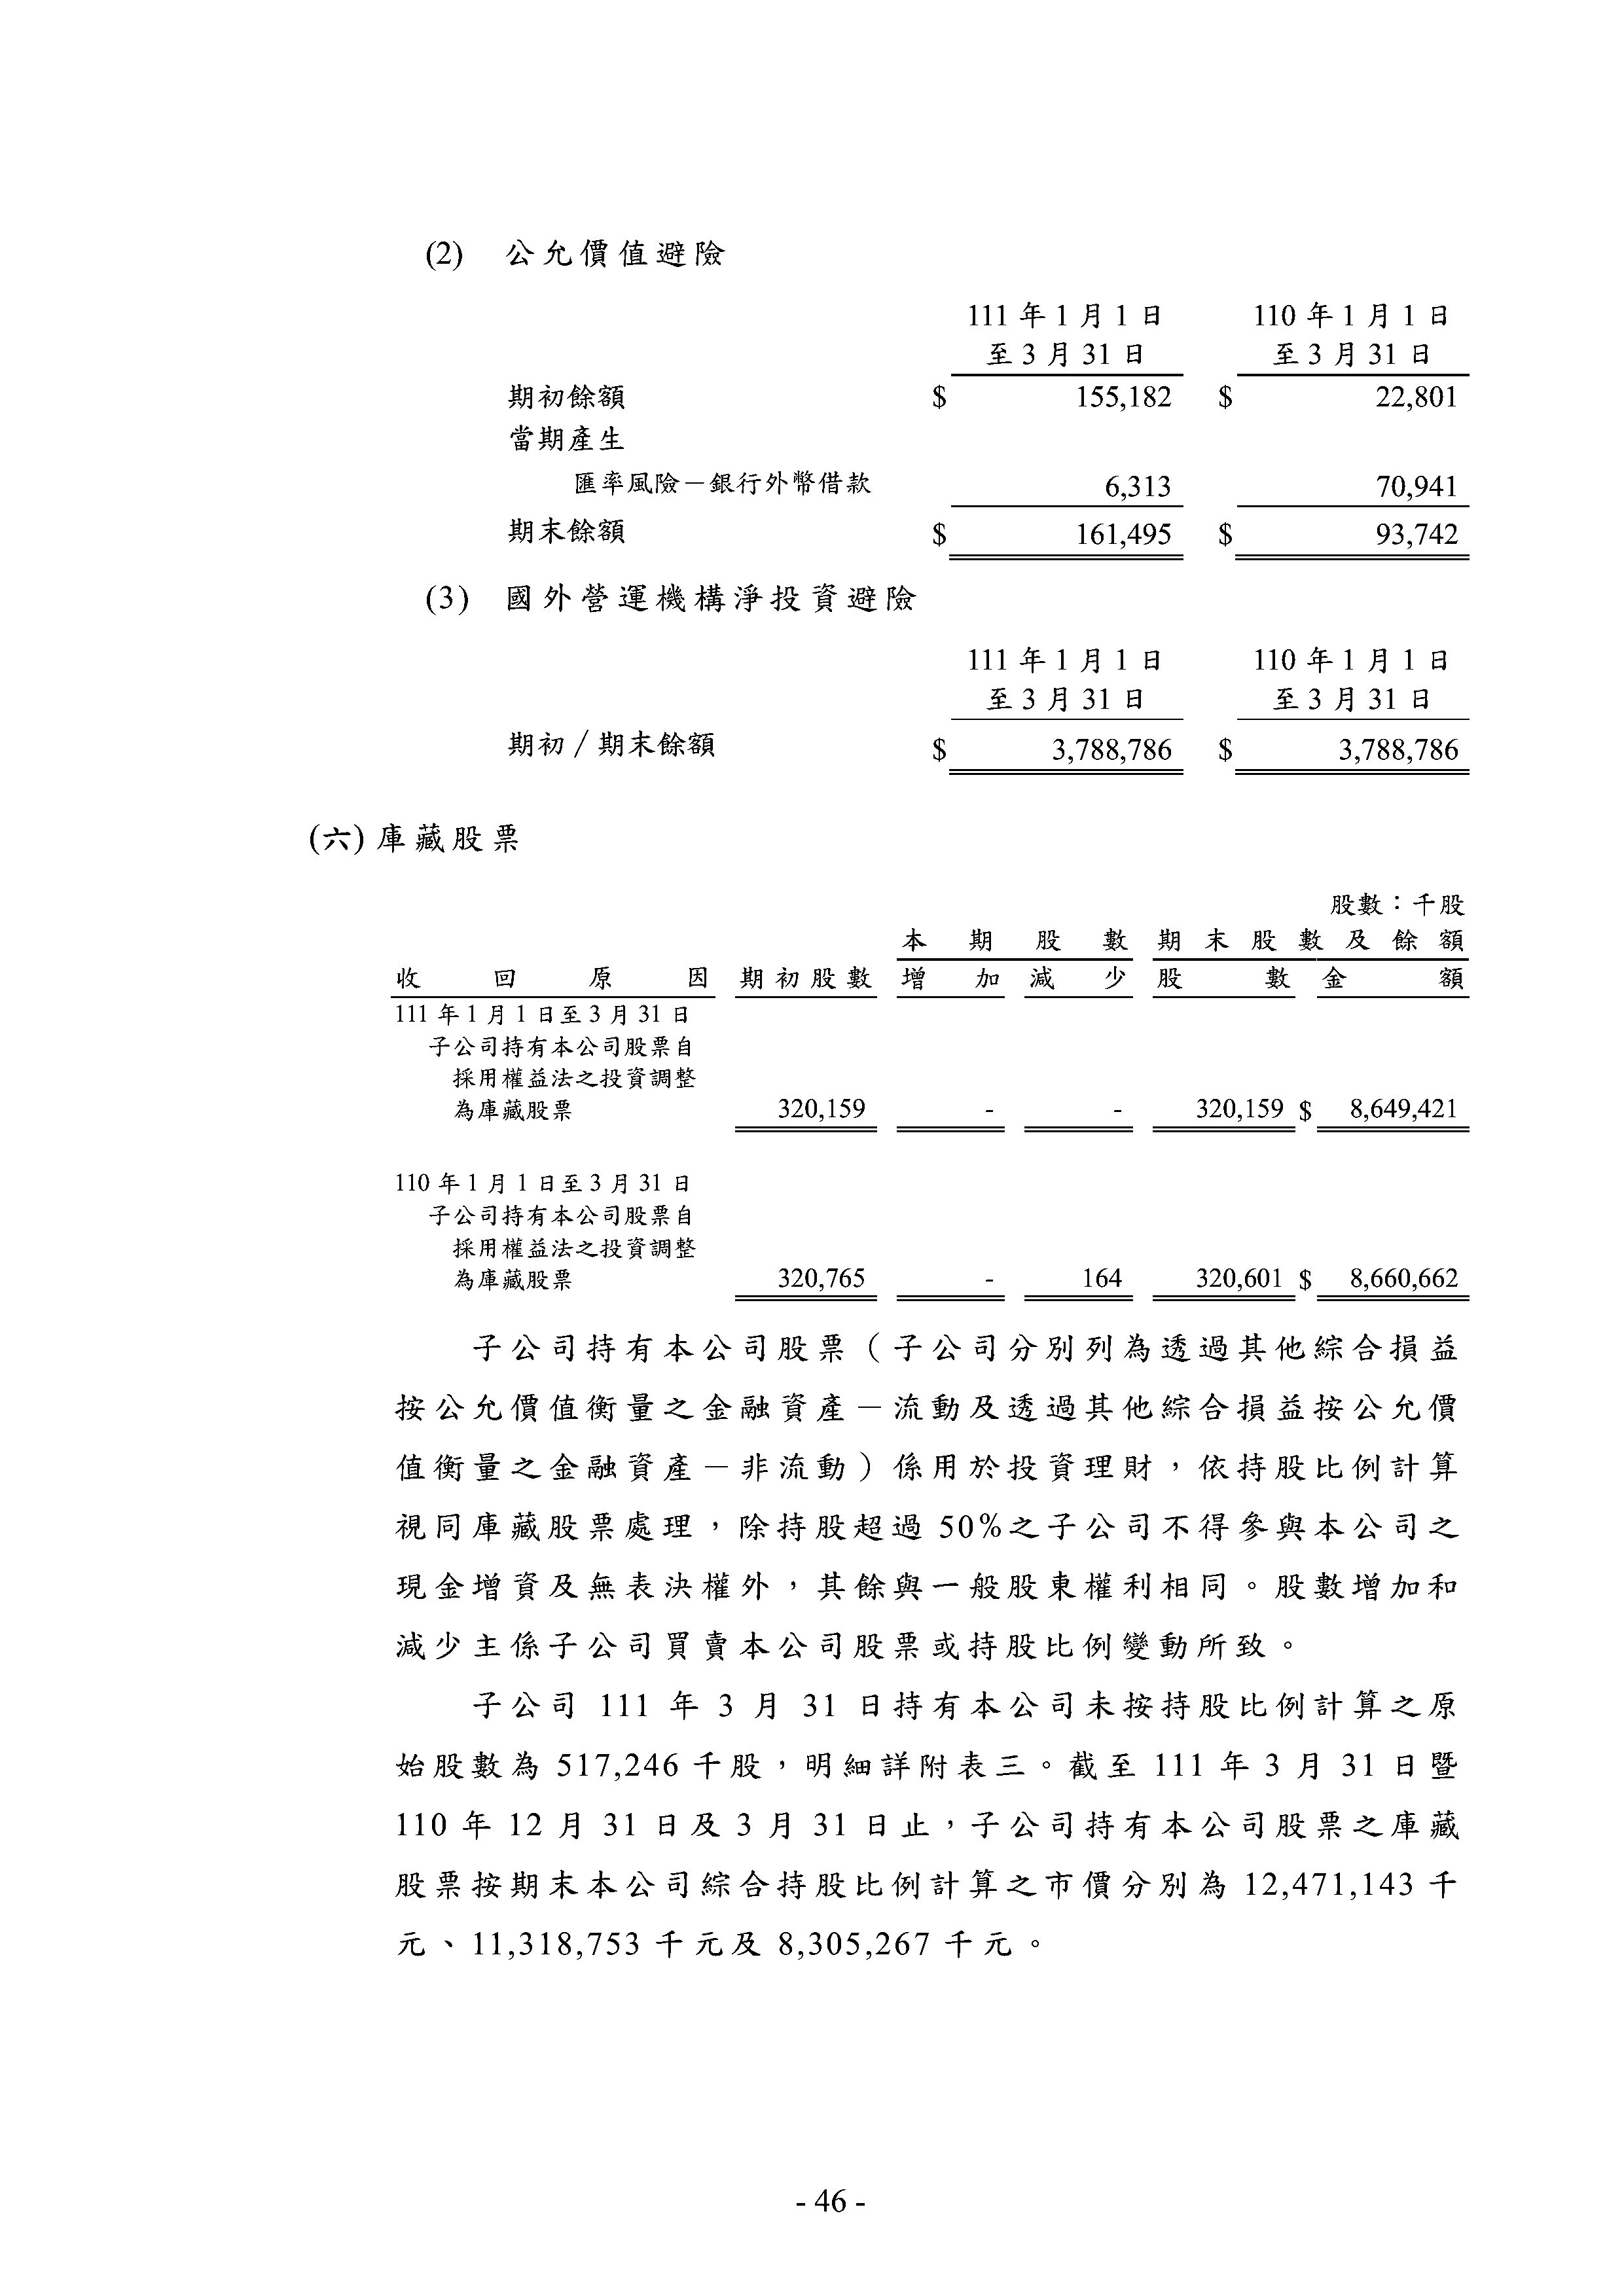 (2) 公允價值避險
111 年 1 月 1 日 110 年 1 月 1 日
至 3 月 31 日 至 3 月 31 日
期初餘額 $ 155,182 $ 22,801
當期產生
匯率風險－銀行外幣借款 6,313 70,941
期末餘額 $ 161,495 $ 93,742
(3) 國外營運機構淨投資避險
111 年 1 月 1 日 110 年 1 月 1 日
至 3 月 31 日 至 3 月 31 日
期初／期末餘額 $ 3,788,786 $ 3,788,786
(六) 庫藏股票
股數：千股
本期股數 期末股數及餘額
收回原因 期初股數 增加 減少 股數 金額
111 年 1 月 1 日至 3 月 31 日
子公司持有本公司股票自
採用權益法之投資調整
為庫藏股票 320,159 - - 320,159 $ 8,649,421
110 年 1 月 1 日至 3 月 31 日
子公司持有本公司股票自
採用權益法之投資調整
為庫藏股票 320,765 - 164 320,601 $ 8,660,662
子公司持有本公司股票（子公司分別列為透過其他綜合損益
按公允價值衡量之金融資產－流動及透過其他綜合損益按公允價
值衡量之金融資產－非流動）係用於投資理財，依持股比例計算
視同庫藏股票處理，除持股超過 50%之子公司不得參與本公司之
現金增資及無表決權外，其餘與一般股東權利相同。股數增加和
減少主係子公司買賣本公司股票或持股比例變動所致。
子公司 111 年 3 月 31 日持有本公司未按持股比例計算之原
始股數為 517,246 千股，明細詳附表三。截至 111 年 3 月 31 日暨
110 年 12 月 31 日及 3 月 31 日止，子公司持有本公司股票之庫藏
股票按期末本公司綜合持股比例計算之市價分別為 12,471,143 千
元、11,318,753 千元及 8,305,267 千元。
- 46 -